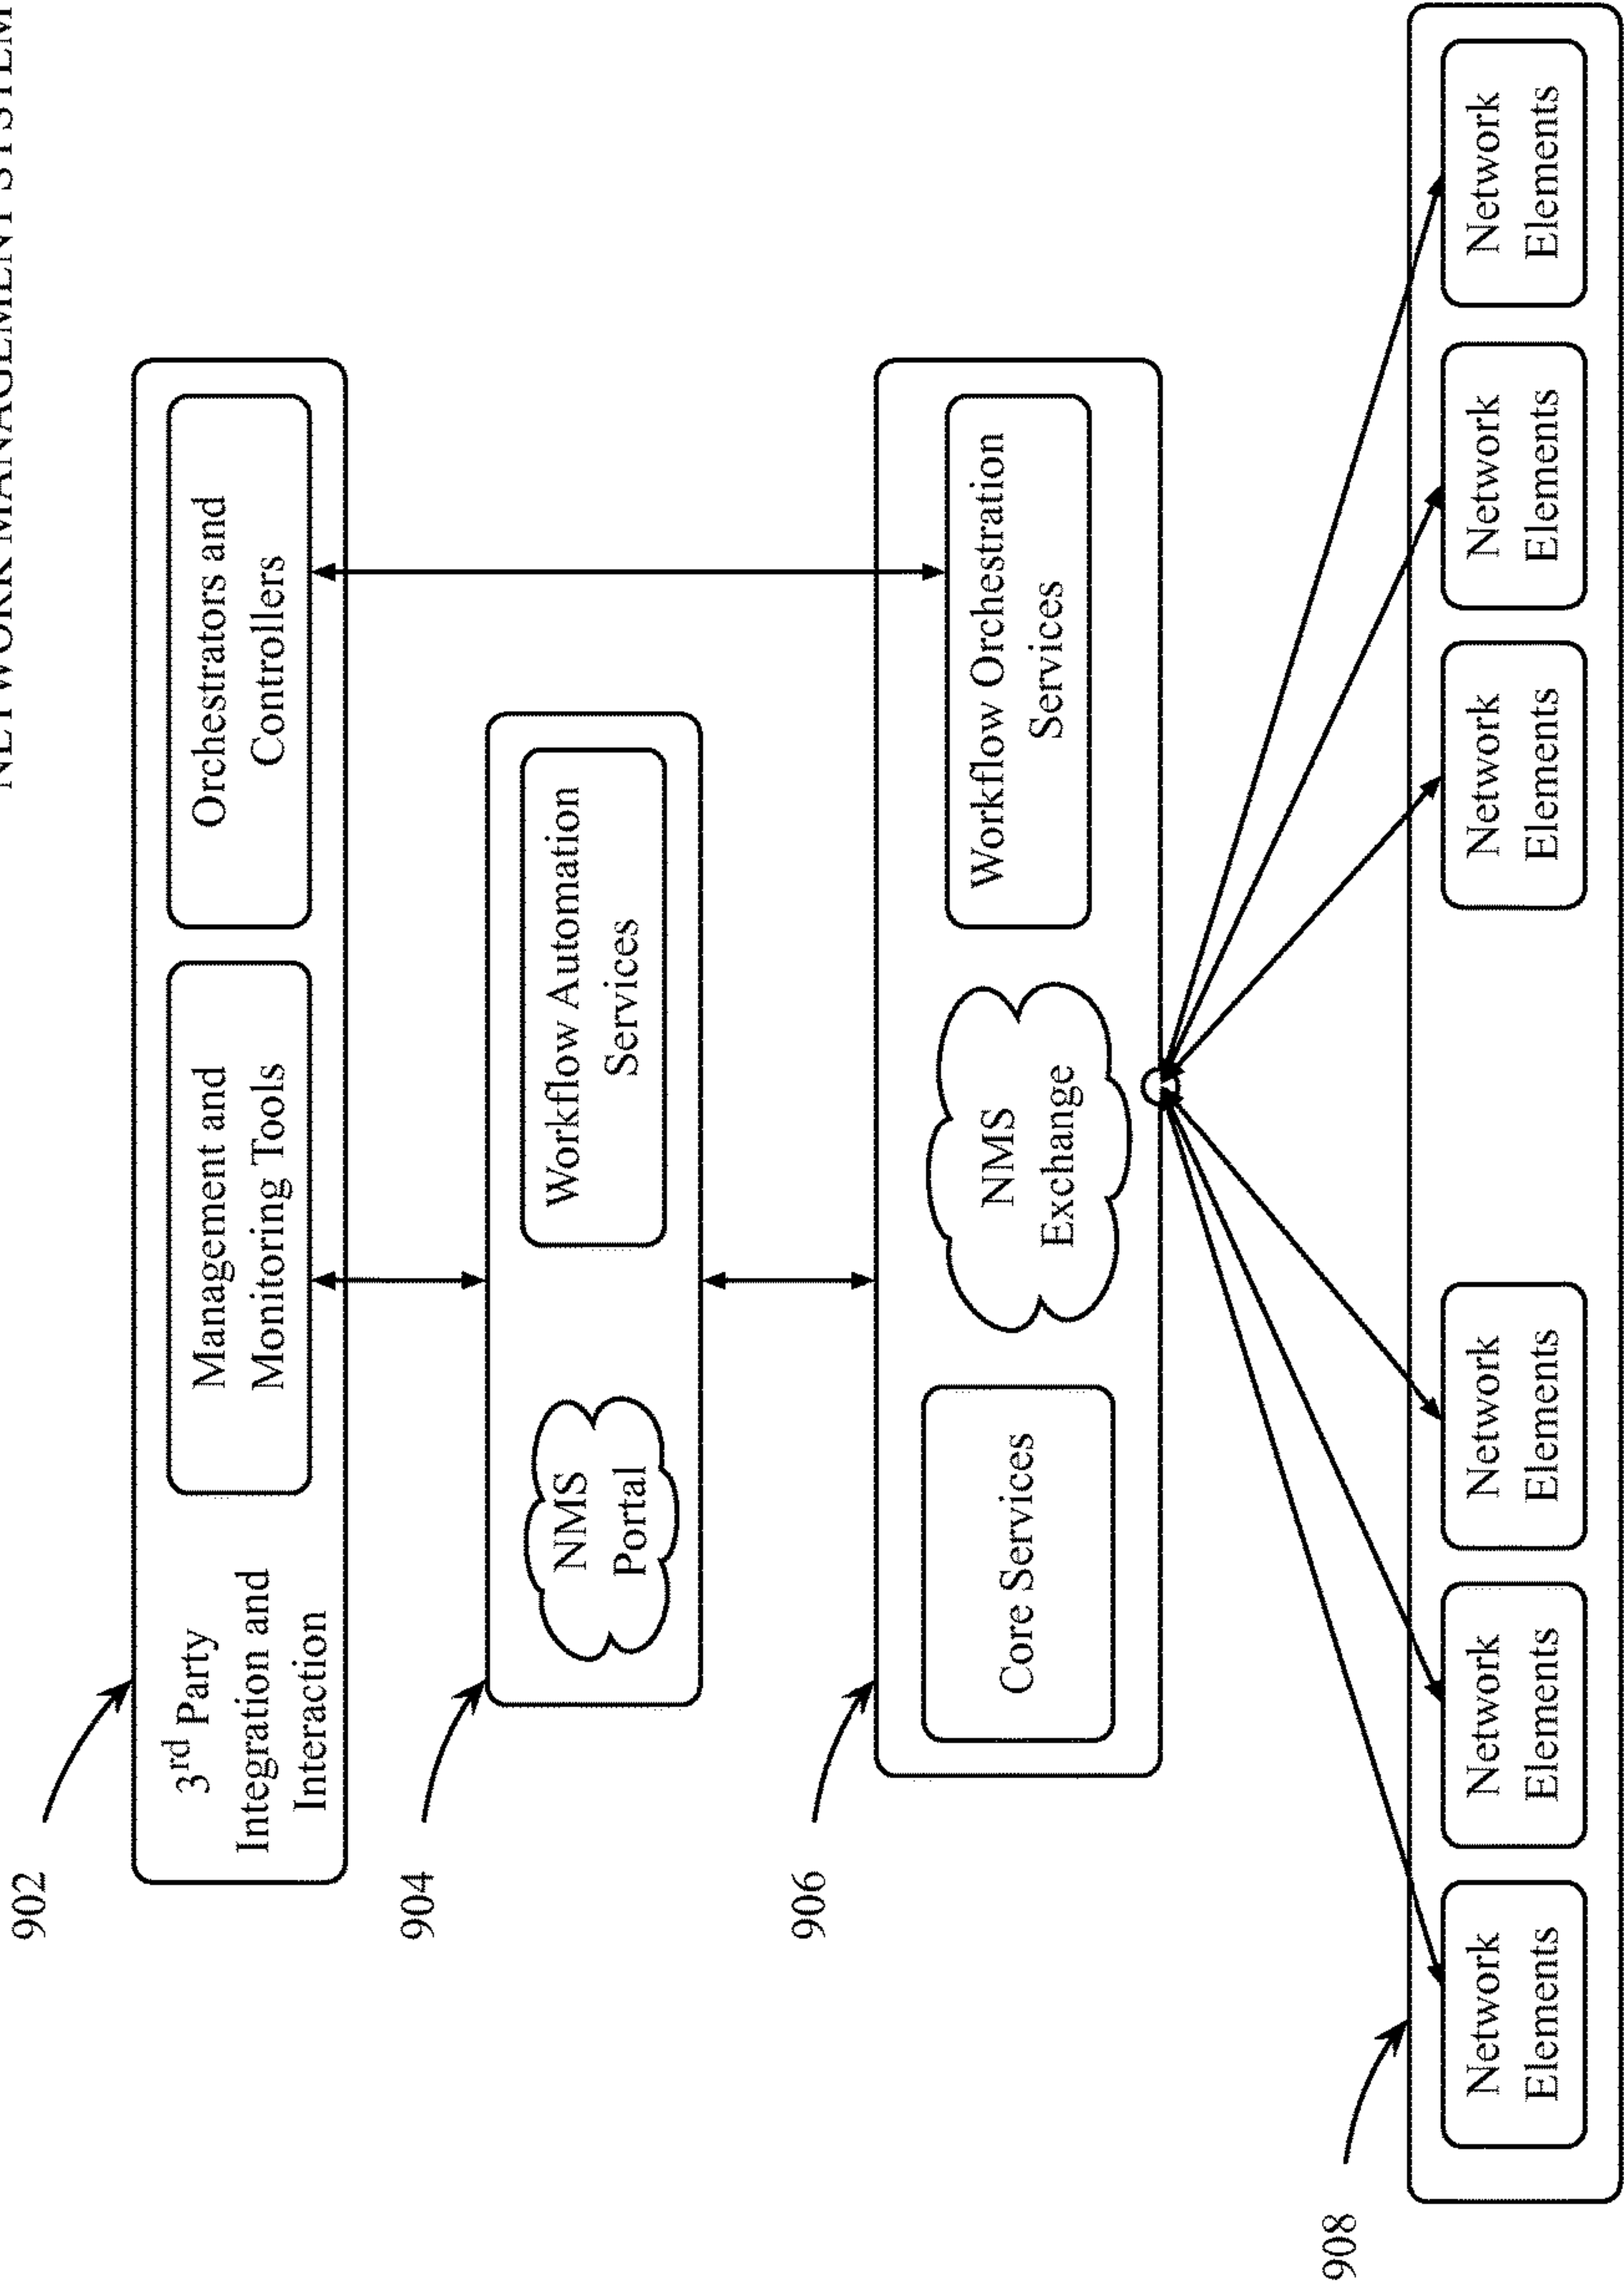 NETWORK MANAGEMENT SYSTEM
902
3rd Party
Integration and
Interaction
Management and
Monitoring Tools
Orchestrators and
Controllers
904
NMS
Portal
Workflow Automation
Services
906
Core Services
NMS
Exchange
Workflow Orchestration
Services
908
Network
Elements
Network
Elements
Network
Elements
Network
Elements
Network
Elements
Network
Elements